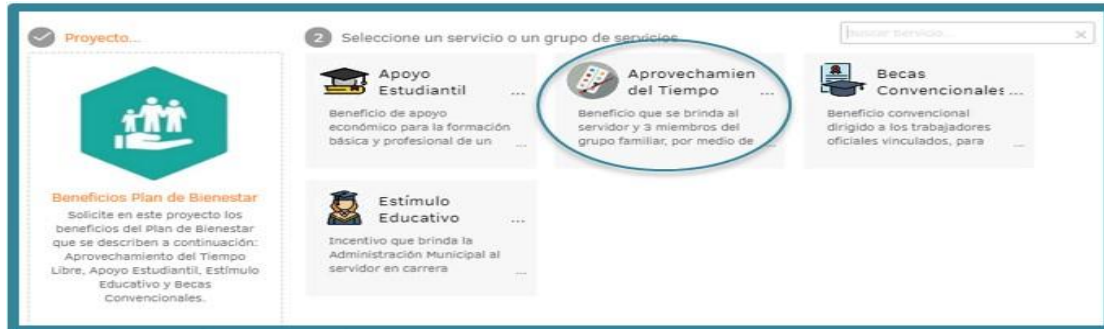 Proyecto...
2 Seleccione un servicio o un grupo de servicios
Buscar Servicio...
Beneficios Plan de Bienestar
Solicite en este proyecto los
beneficios del Plan de Bienestar
que se describen a continuación:
Aprovechamiento del Tiempo
Libre, Apoyo Estudiantil, Estímulo
Educativo y Becas
Convencionales.
Apoyo
Estudiantil ...
Beneficio de apoyo
económico para la formación
básica y profesional de un ...
Aprovechamien
del Tiempo ...
Beneficio que se brinda al
servidor y 3 miembros del
grupo familiar, por medio de ...
Becas
Convencionales ...
Beneficio convencional
dirigido a los trabajadores
oficiales vinculados, para ...
Estímulo
Educativo ...
Incentivo que brinda la
Administración Municipal al
servidor en carrera ...